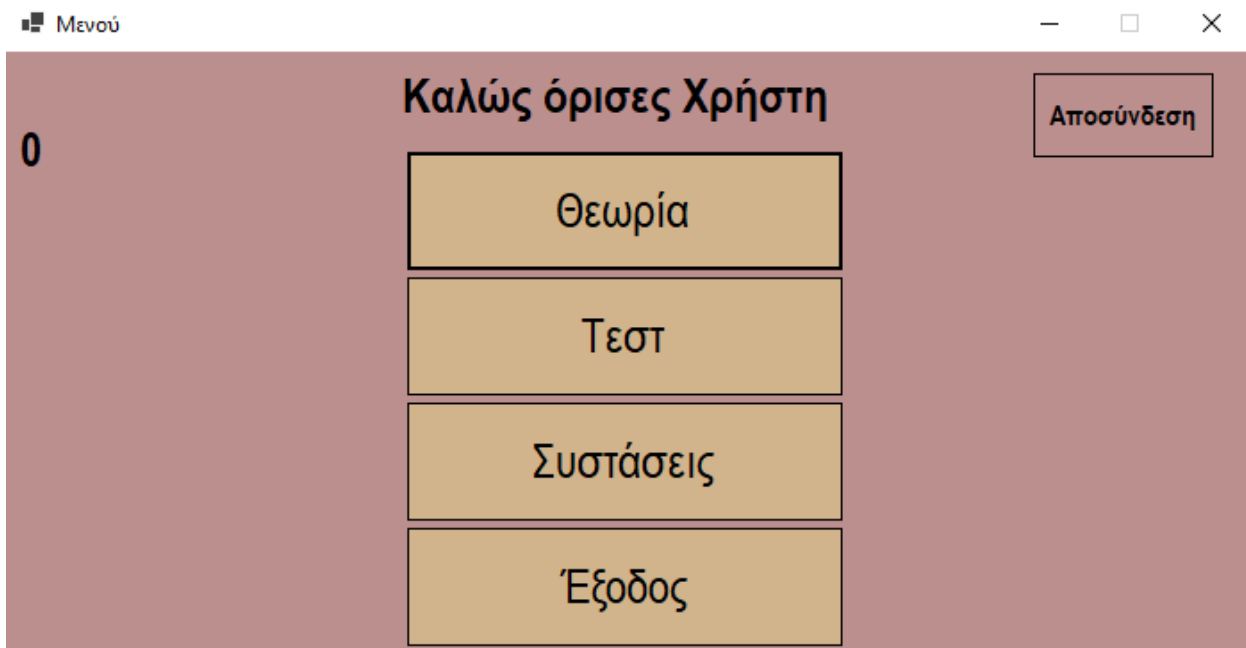 Μενού
Καλώς όρισες Χρήστη
Αποσύνδεση
0
Θεωρία
Τεστ
Συστάσεις
Έξοδος